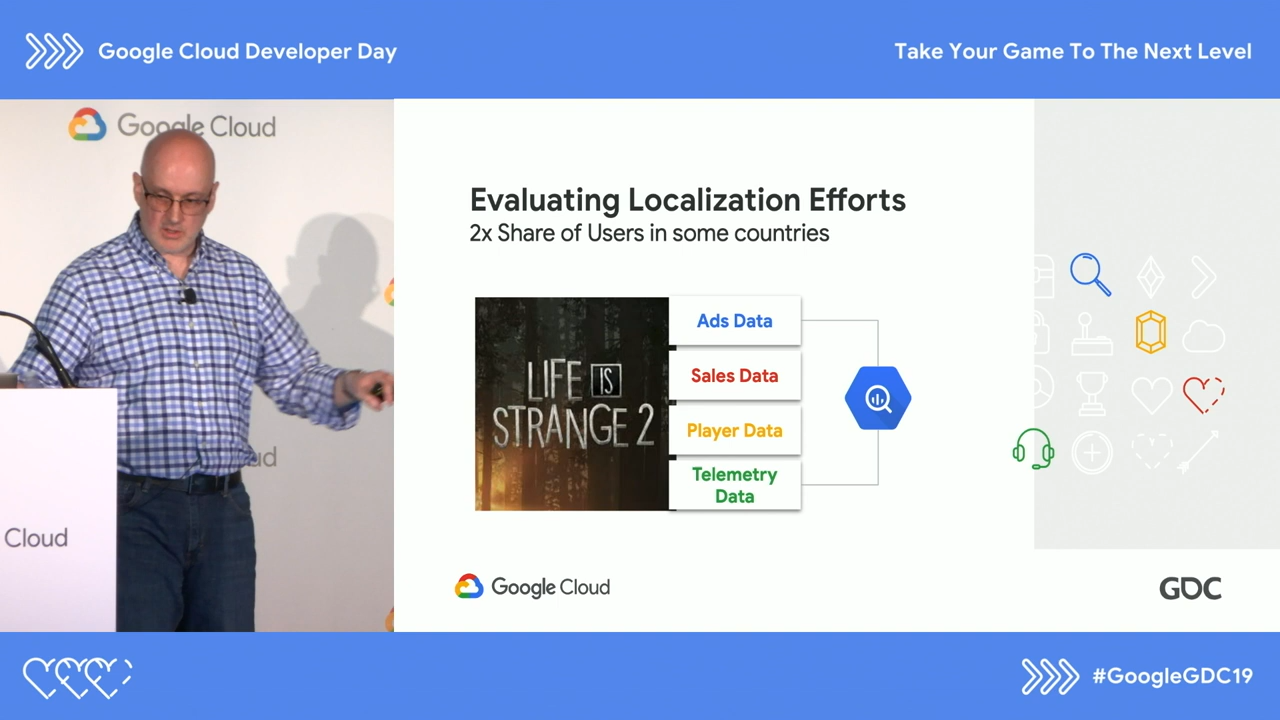 Google Cloud Developer Day
Take Your Game To The Next Level
Google Cloud
Cloud
Evaluating Localization Efforts
2x Share of Users in some countries
LIFE IS
STRANGE 2
Ads Data
Sales Data
Player Data
Telemetry
Data
Google Cloud
GDC
#GoogleGDC19